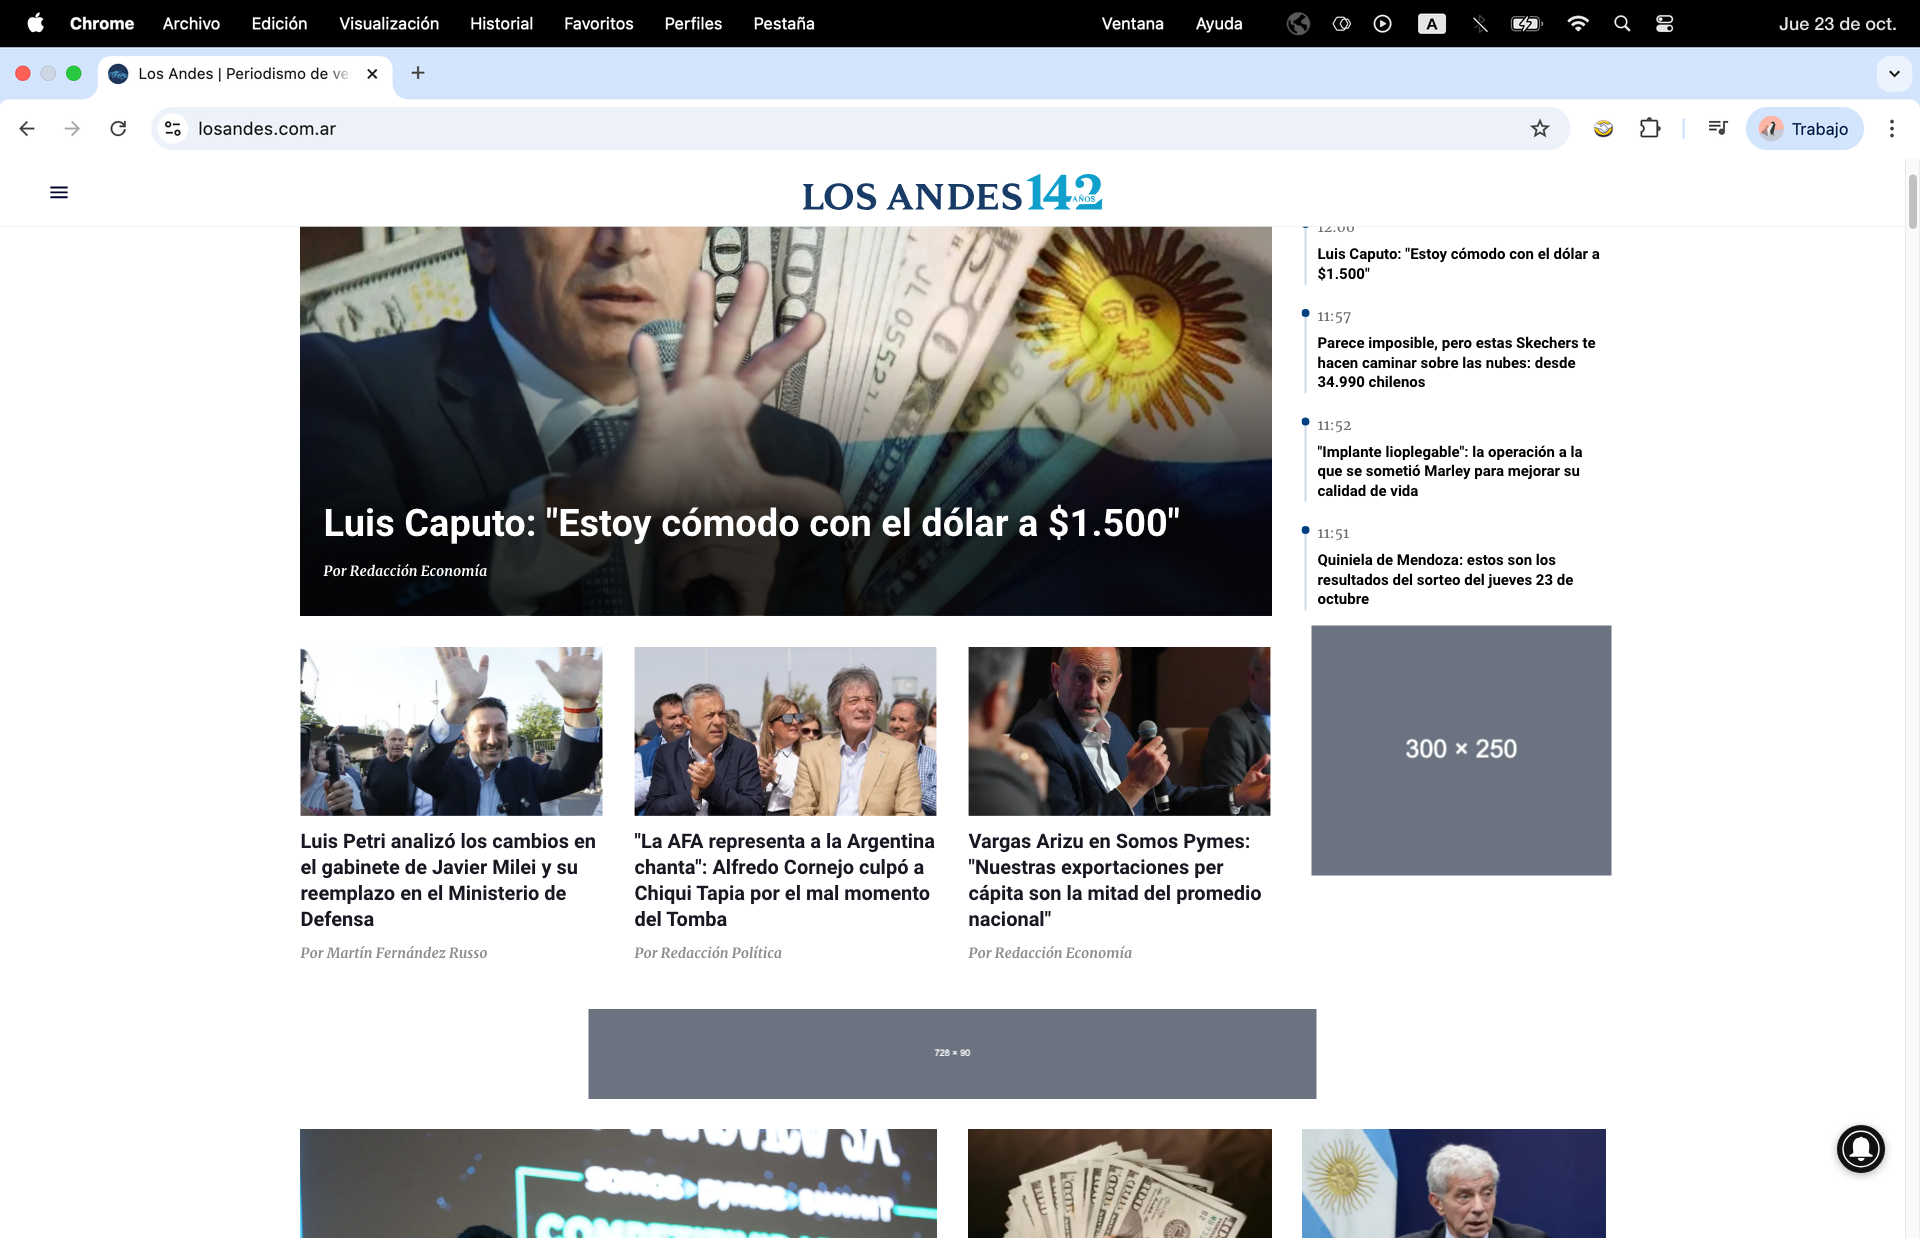 Chrome Archivo Edición Visualización Historial Favoritos Perfiles Pestaña Ventana Ayuda A Jue 23 de oct.
Los Andes | Periodismo de ve
losandes.com.ar
Trabajo
LOS ANDES 142 AÑOS
Luis Caputo: "Estoy cómodo con el dólar a $1.500"
Por Redacción Economía
12:06
Luis Caputo: "Estoy cómodo con el dólar a
$1.500"
11:57
Parece imposible, pero estas Skechers te
hacen caminar sobre las nubes: desde
34.990 chilenos
11:52
"Implante lioplegable": la operación a la
que se sometió Marley para mejorar su
calidad de vida
11:51
Quiniela de Mendoza: estos son los
resultados del sorteo del jueves 23 de
octubre
300 × 250
Luis Petri analizó los cambios en
el gabinete de Javier Milei y su
reemplazo en el Ministerio de
Defensa
Por Martín Fernández Russo
"La AFA representa a la Argentina
chanta": Alfredo Cornejo culpó a
Chiqui Tapia por el mal momento
del Tomba
Por Redacción Política
Vargas Arizu en Somos Pymes:
"Nuestras exportaciones per
cápita son la mitad del promedio
nacional"
Por Redacción Economía
728 × 90
somos pymes summit